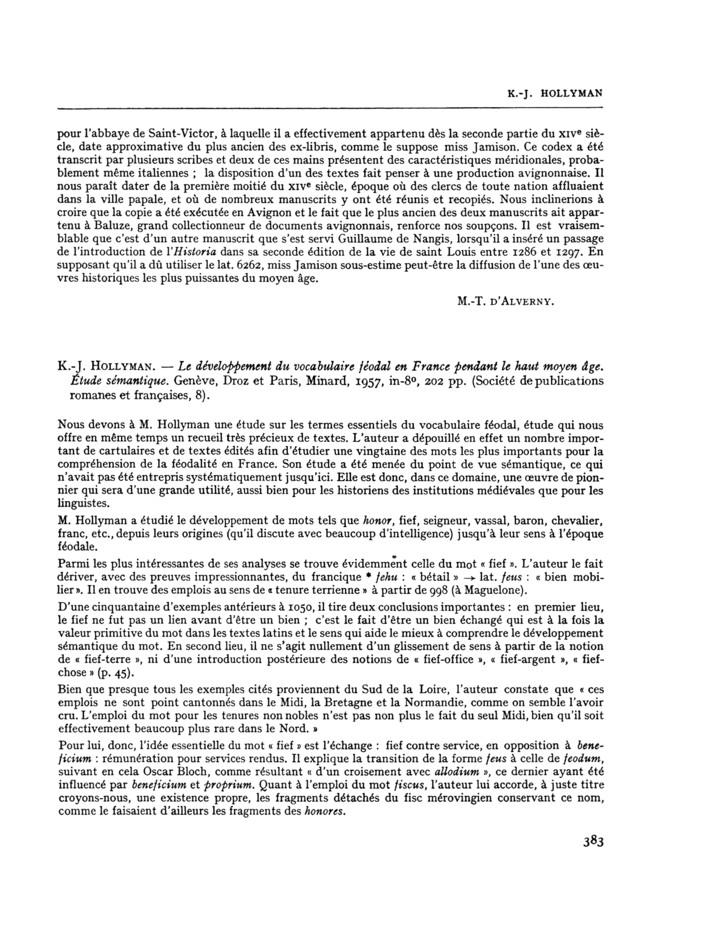 K.-J. HOLLYMAN
pour l'abbaye de Saint-Victor, à laquelle il a effectivement appartenu dès la seconde partie du XIVe siè-
cle, date approximative du plus ancien des ex-libris, comme le suppose miss Jamison. Ce codex a été
transcrit par plusieurs scribes et deux de ces mains présentent des caractéristiques méridionales, proba-
blement même italiennes ; la disposition d'un des textes fait penser à une production avignonnaise. Il
nous paraît dater de la première moitié du XIVe siècle, époque où des clercs de toute nation affluaient
dans la ville papale, et où de nombreux manuscrits y ont été réunis et recopiés. Nous inclinerions à
croire que la copie a été exécutée en Avignon et le fait que le plus ancien des deux manuscrits ait appar-
tenu à Baluze, grand collectionneur de documents avignonnais, renforce nos soupçons. Il est vraisem-
blable que c'est d'un autre manuscrit que s'est servi Guillaume de Nangis, lorsqu'il a inséré un passage
de l'introduction de l'Historia dans sa seconde édition de la vie de saint Louis entre 1286 et 1297. En
supposant qu'il a dû utiliser le lat. 6262, miss Jamison sous-estime peut-être la diffusion de l'une des œu-
vres historiques les plus puissantes du moyen âge.
M.-T. D'ALVERNY.
K.-J. HOLLYMAN. — Le développement du vocabulaire féodal en France pendant le haut moyen âge.
Étude sémantique. Genève, Droz et Paris, Minard, 1957, in-8º, 202 pp. (Société de publications
romanes et françaises, 8).
Nous devons à M. Hollyman une étude sur les termes essentiels du vocabulaire féodal, étude qui nous
offre en même temps un recueil très précieux de textes. L'auteur a dépouillé en effet un nombre impor-
tant de cartulaires et de textes édités afin d'étudier une vingtaine des mots les plus importants pour la
compréhension de la féodalité en France. Son étude a été menée du point de vue sémantique, ce qui
n'avait pas été entrepris systématiquement jusqu'ici. Elle est donc, dans ce domaine, une œuvre de pion-
nier qui sera d'une grande utilité, aussi bien pour les historiens des institutions médiévales que pour les
linguistes.
M. Hollyman a étudié le développement de mots tels que honor, fief, seigneur, vassal, baron, chevalier,
franc, etc., depuis leurs origines (qu'il discute avec beaucoup d'intelligence) jusqu'à leur sens à l'époque
féodale.
Parmi les plus intéressantes de ses analyses se trouve évidemment celle du mot « fief ». L'auteur le fait
dériver, avec des preuves impressionnantes, du francique * fehu : « bétail » → lat. feus : « bien mobi-
lier ». Il en trouve des emplois au sens de « tenure terrienne » à partir de 998 (à Maguelone).
D'une cinquantaine d'exemples antérieurs à 1050, il tire deux conclusions importantes : en premier lieu,
le fief ne fut pas un lien avant d'être un bien ; c'est le fait d'être un bien échangé qui est à la fois la
valeur primitive du mot dans les textes latins et le sens qui aide le mieux à comprendre le développement
sémantique du mot. En second lieu, il ne s'agit nullement d'un glissement de sens à partir de la notion
de « fief-terre », ni d'une introduction postérieure des notions de « fief-office », « fief-argent », « fief-
chose » (p. 45).
Bien que presque tous les exemples cités proviennent du Sud de la Loire, l'auteur constate que « ces
emplois ne sont point cantonnés dans le Midi, la Bretagne et la Normandie, comme on semble l'avoir
cru. L'emploi du mot pour les tenures non nobles n'est pas non plus le fait du seul Midi, bien qu'il soit
effectivement beaucoup plus rare dans le Nord. »
Pour lui, donc, l'idée essentielle du mot « fief » est l'échange : fief contre service, en opposition à bene-
ficium : rémunération pour services rendus. Il explique la transition de la forme feus à celle de feodum,
suivant en cela Oscar Bloch, comme résultant « d'un croisement avec allodium », ce dernier ayant été
influencé par beneficium et proprium. Quant à l'emploi du mot fiscus, l'auteur lui accorde, à juste titre
croyons-nous, une existence propre, les fragments détachés du fisc mérovingien conservant ce nom,
comme le faisaient d'ailleurs les fragments des honores.
383